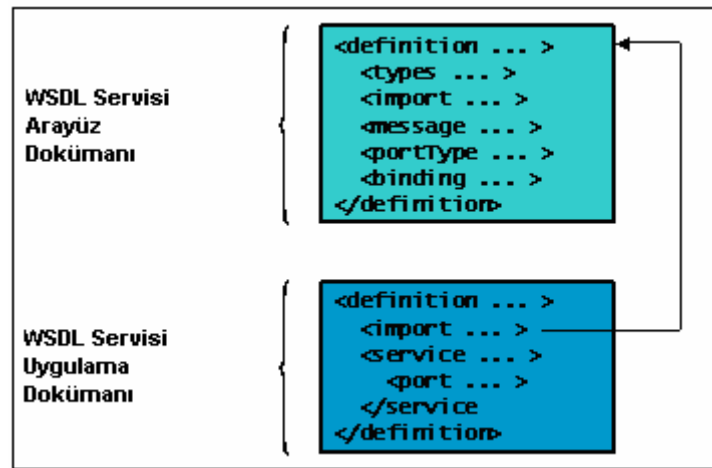 WSDL Servisi
Arayüz
Dokümanı
<definition ... >
<types ... >
<import ... >
<message ... >
<portType ... >
<binding ... >
</definition>
WSDL Servisi
Uygulama
Dokümanı
<definition ... >
<import ... >
<service ... >
<port ... >
</service
</definition>